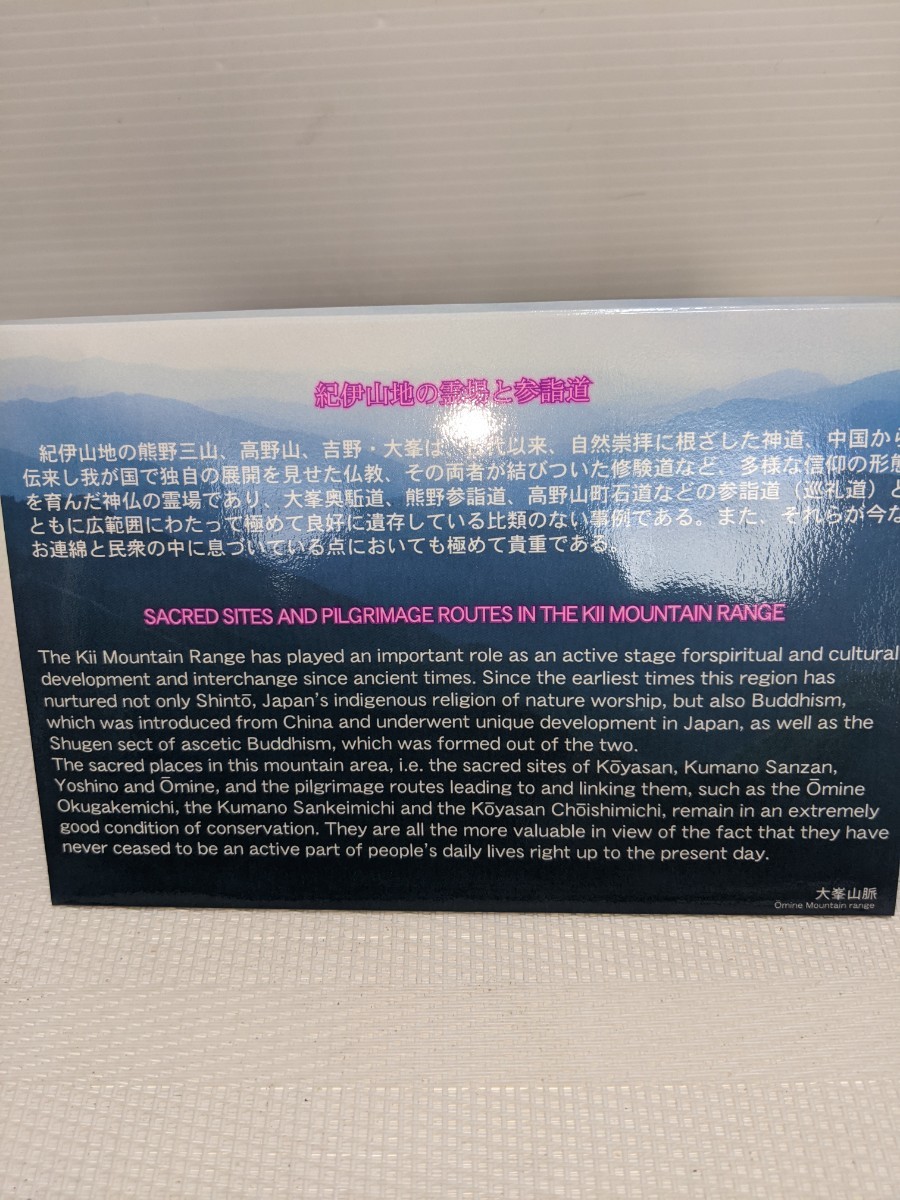 紀伊山地の霊場と参詣道
紀伊山地の熊野三山、高野山、吉野・大峯は 代以来、自然崇拝に根ざした神道、中国から
伝来し我が国で独自の展開を見せた仏教、その両者が結びついた修験道など、多様な信仰の形態
を育んだ神仏の霊場であり、大峯奥駈道、熊野参詣道、高野山町石道などの参詣道（巡礼道）と
ともに広範囲にわたって極めて良好に遺存している比類のない事例である。また、それらが今な
お連綿と民衆の中に息づいている点においても極めて貴重である。
SACRED SITES AND PILGRIMAGE ROUTES IN THE KII MOUNTAIN RANGE
The Kii Mountain Range has played an important role as an active stage forspiritual and cultural
development and interchange since ancient times. Since the earliest times this region has
nurtured not only Shintō, Japan's indigenous religion of nature worship, but also Buddhism,
which was introduced from China and underwent unique development in Japan, as well as the
Shugen sect of ascetic Buddhism, which was formed out of the two.
The sacred places in this mountain area, i.e. the sacred sites of Kōyasan, Kumano Sanzan,
Yoshino and Ōmine, and the pilgrimage routes leading to and linking them, such as the Ōmine
Okugakemichi, the Kumano Sankeimichi and the Kōyasan Chōishimichi, remain in an extremely
good condition of conservation. They are all the more valuable in view of the fact that they have
never ceased to be an active part of people's daily lives right up to the present day.
大峯山脈
Ōmine Mountain range